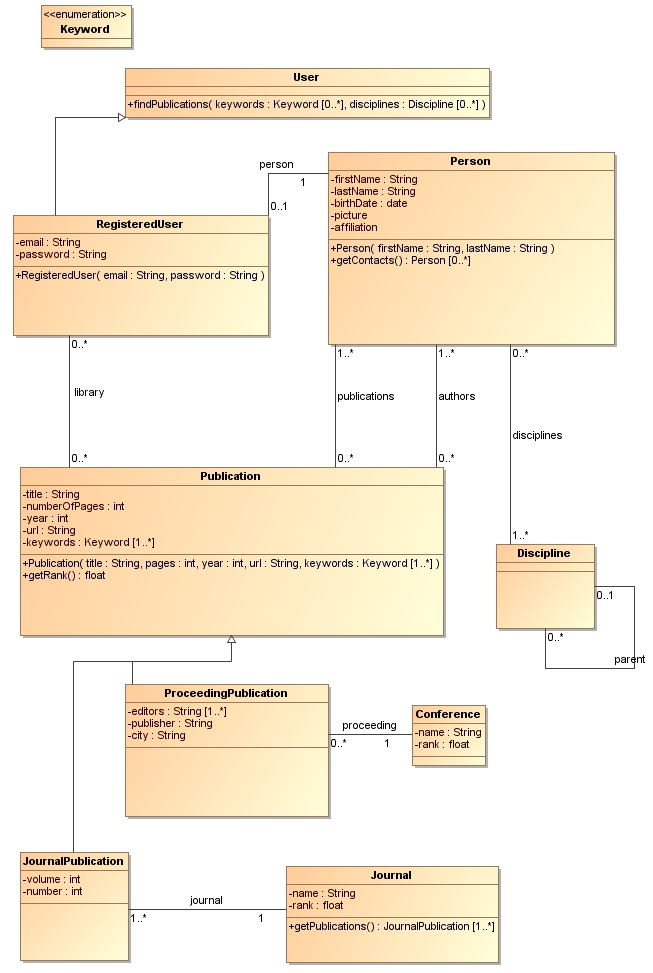 <<enumeration>>
Keyword
User
+findPublications( keywords : Keyword [0..*], disciplines : Discipline [0..*] )
person
1
0..1
Person
-firstName : String
-lastName : String
-birthDate : date
-picture
-affiliation
+Person( firstName : String, lastName : String )
+getContacts() : Person [0..*]
RegisteredUser
-email : String
-password : String
+RegisteredUser( email : String, password : String )
0..*
library
0..*
1..*
publications
0..*
1..*
authors
0..*
0..*
disciplines
1..*
Publication
-title : String
-numberOfPages : int
-year : int
-url : String
-keywords : Keyword [1..*]
+Publication( title : String, pages : int, year : int, url : String, keywords : Keyword [1..*] )
+getRank() : float
Discipline
0..1
0..*
parent
ProceedingPublication
-editors : String [1..*]
-publisher : String
-city : String
proceeding
0..*
1
Conference
-name : String
-rank : float
JournalPublication
-volume : int
-number : int
journal
1..*
1
Journal
-name : String
-rank : float
+getPublications() : JournalPublication [1..*]